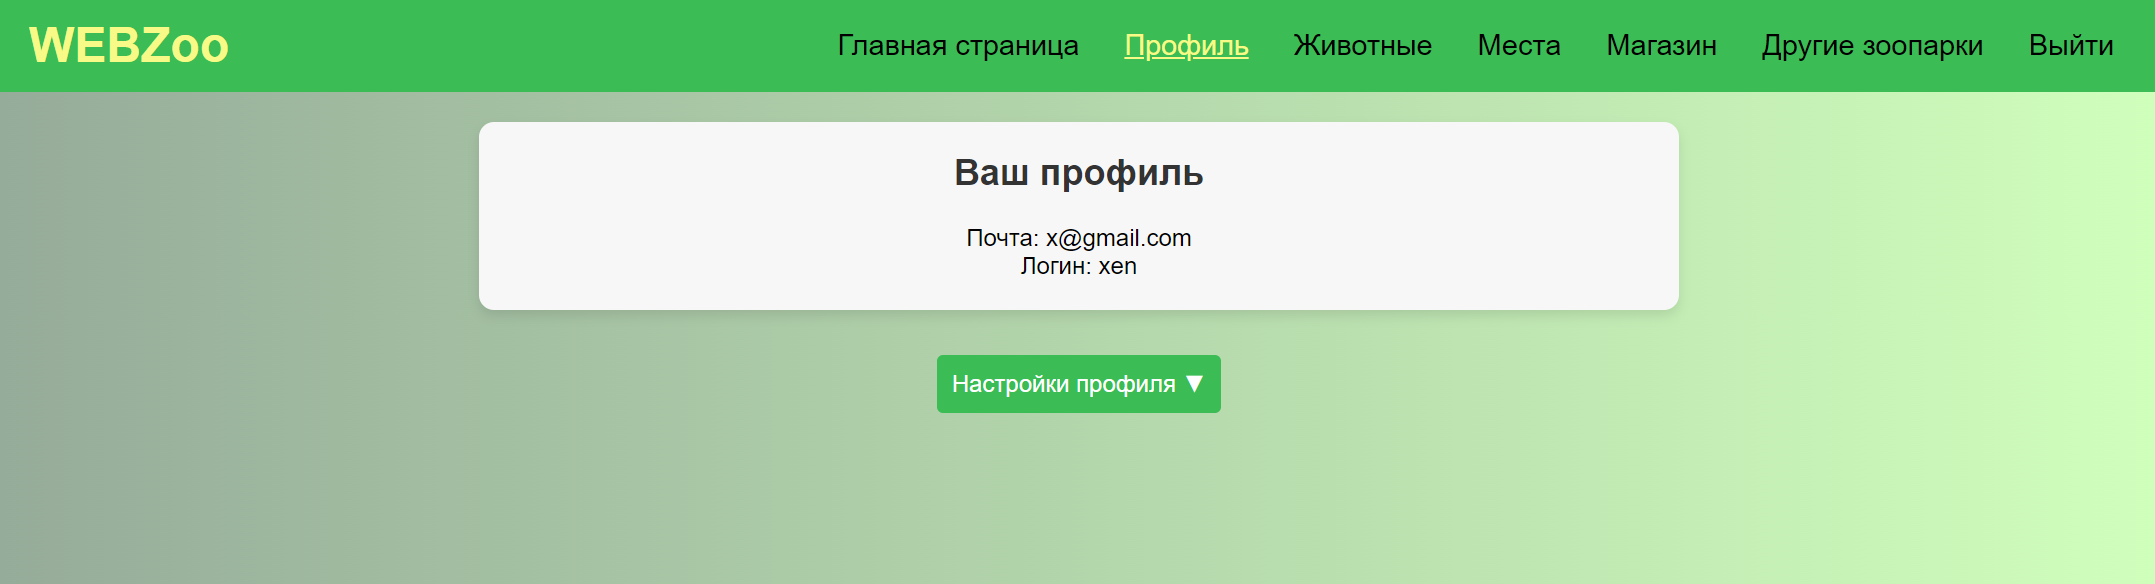 WEBZoo
Главная страница Профиль Животные Места Магазин Другие зоопарки Выйти
Ваш профиль
Почта: x@gmail.com
Логин: xen
Настройки профиля ▼